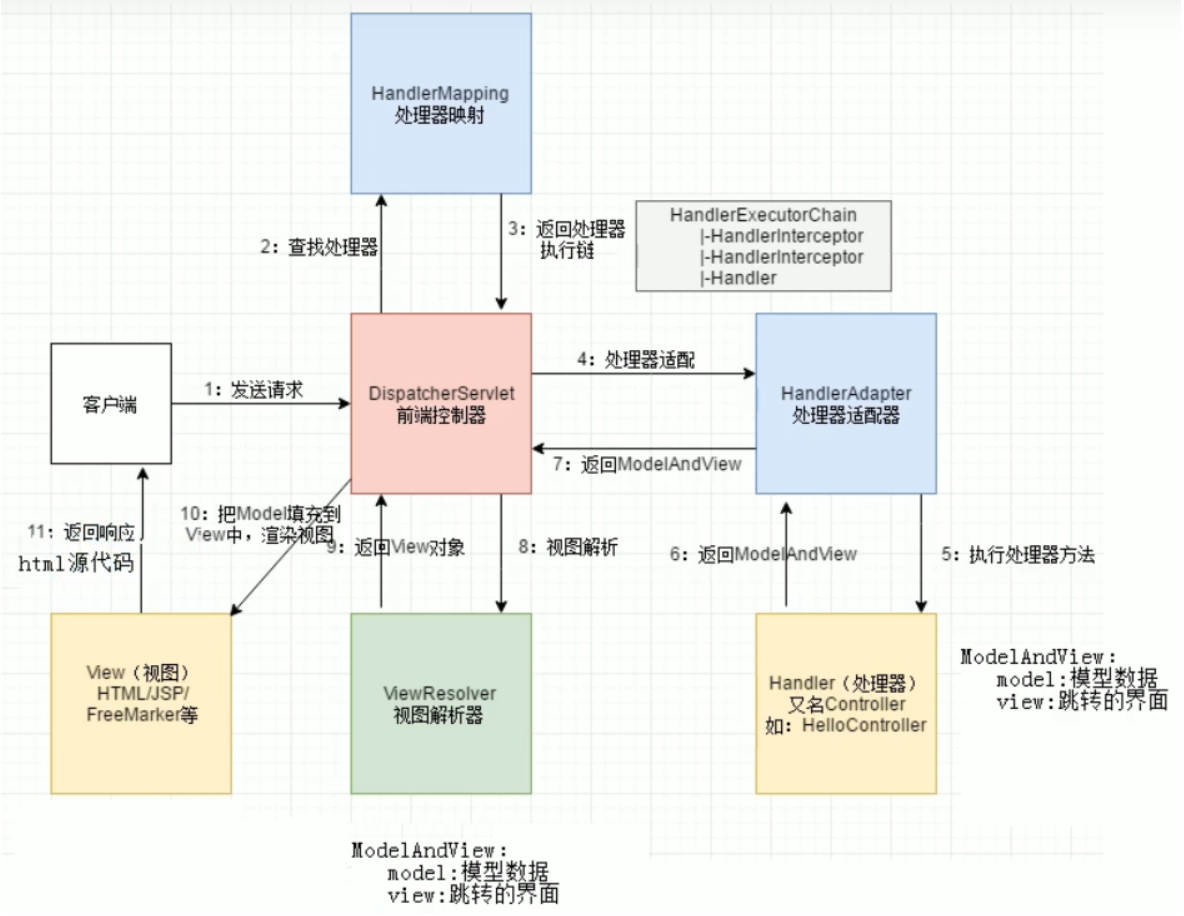 HandlerMapping
处理器映射
2：查找处理器
3：返回处理器
执行链
HandlerExecutorChain
|-HandlerInterceptor
|-HandlerInterceptor
|-Handler
客户端
1：发送请求
DispatcherServlet
前端控制器
4：处理器适配
HandlerAdapter
处理器适配器
7：返回ModelAndView
11：返回响应
html源代码
10：把Model填充到
View中，渲染视图
9：返回View对象
8：视图解析
6：返回ModelAndView
5：执行处理器方法
View（视图）
HTML/JSP/
FreeMarker等
ViewResolver
视图解析器
Handler（处理器）
又名Controller
如：HelloController
ModelAndView：
model:模型数据
view:跳转的界面
ModelAndView：
model:模型数据
view:跳转的界面